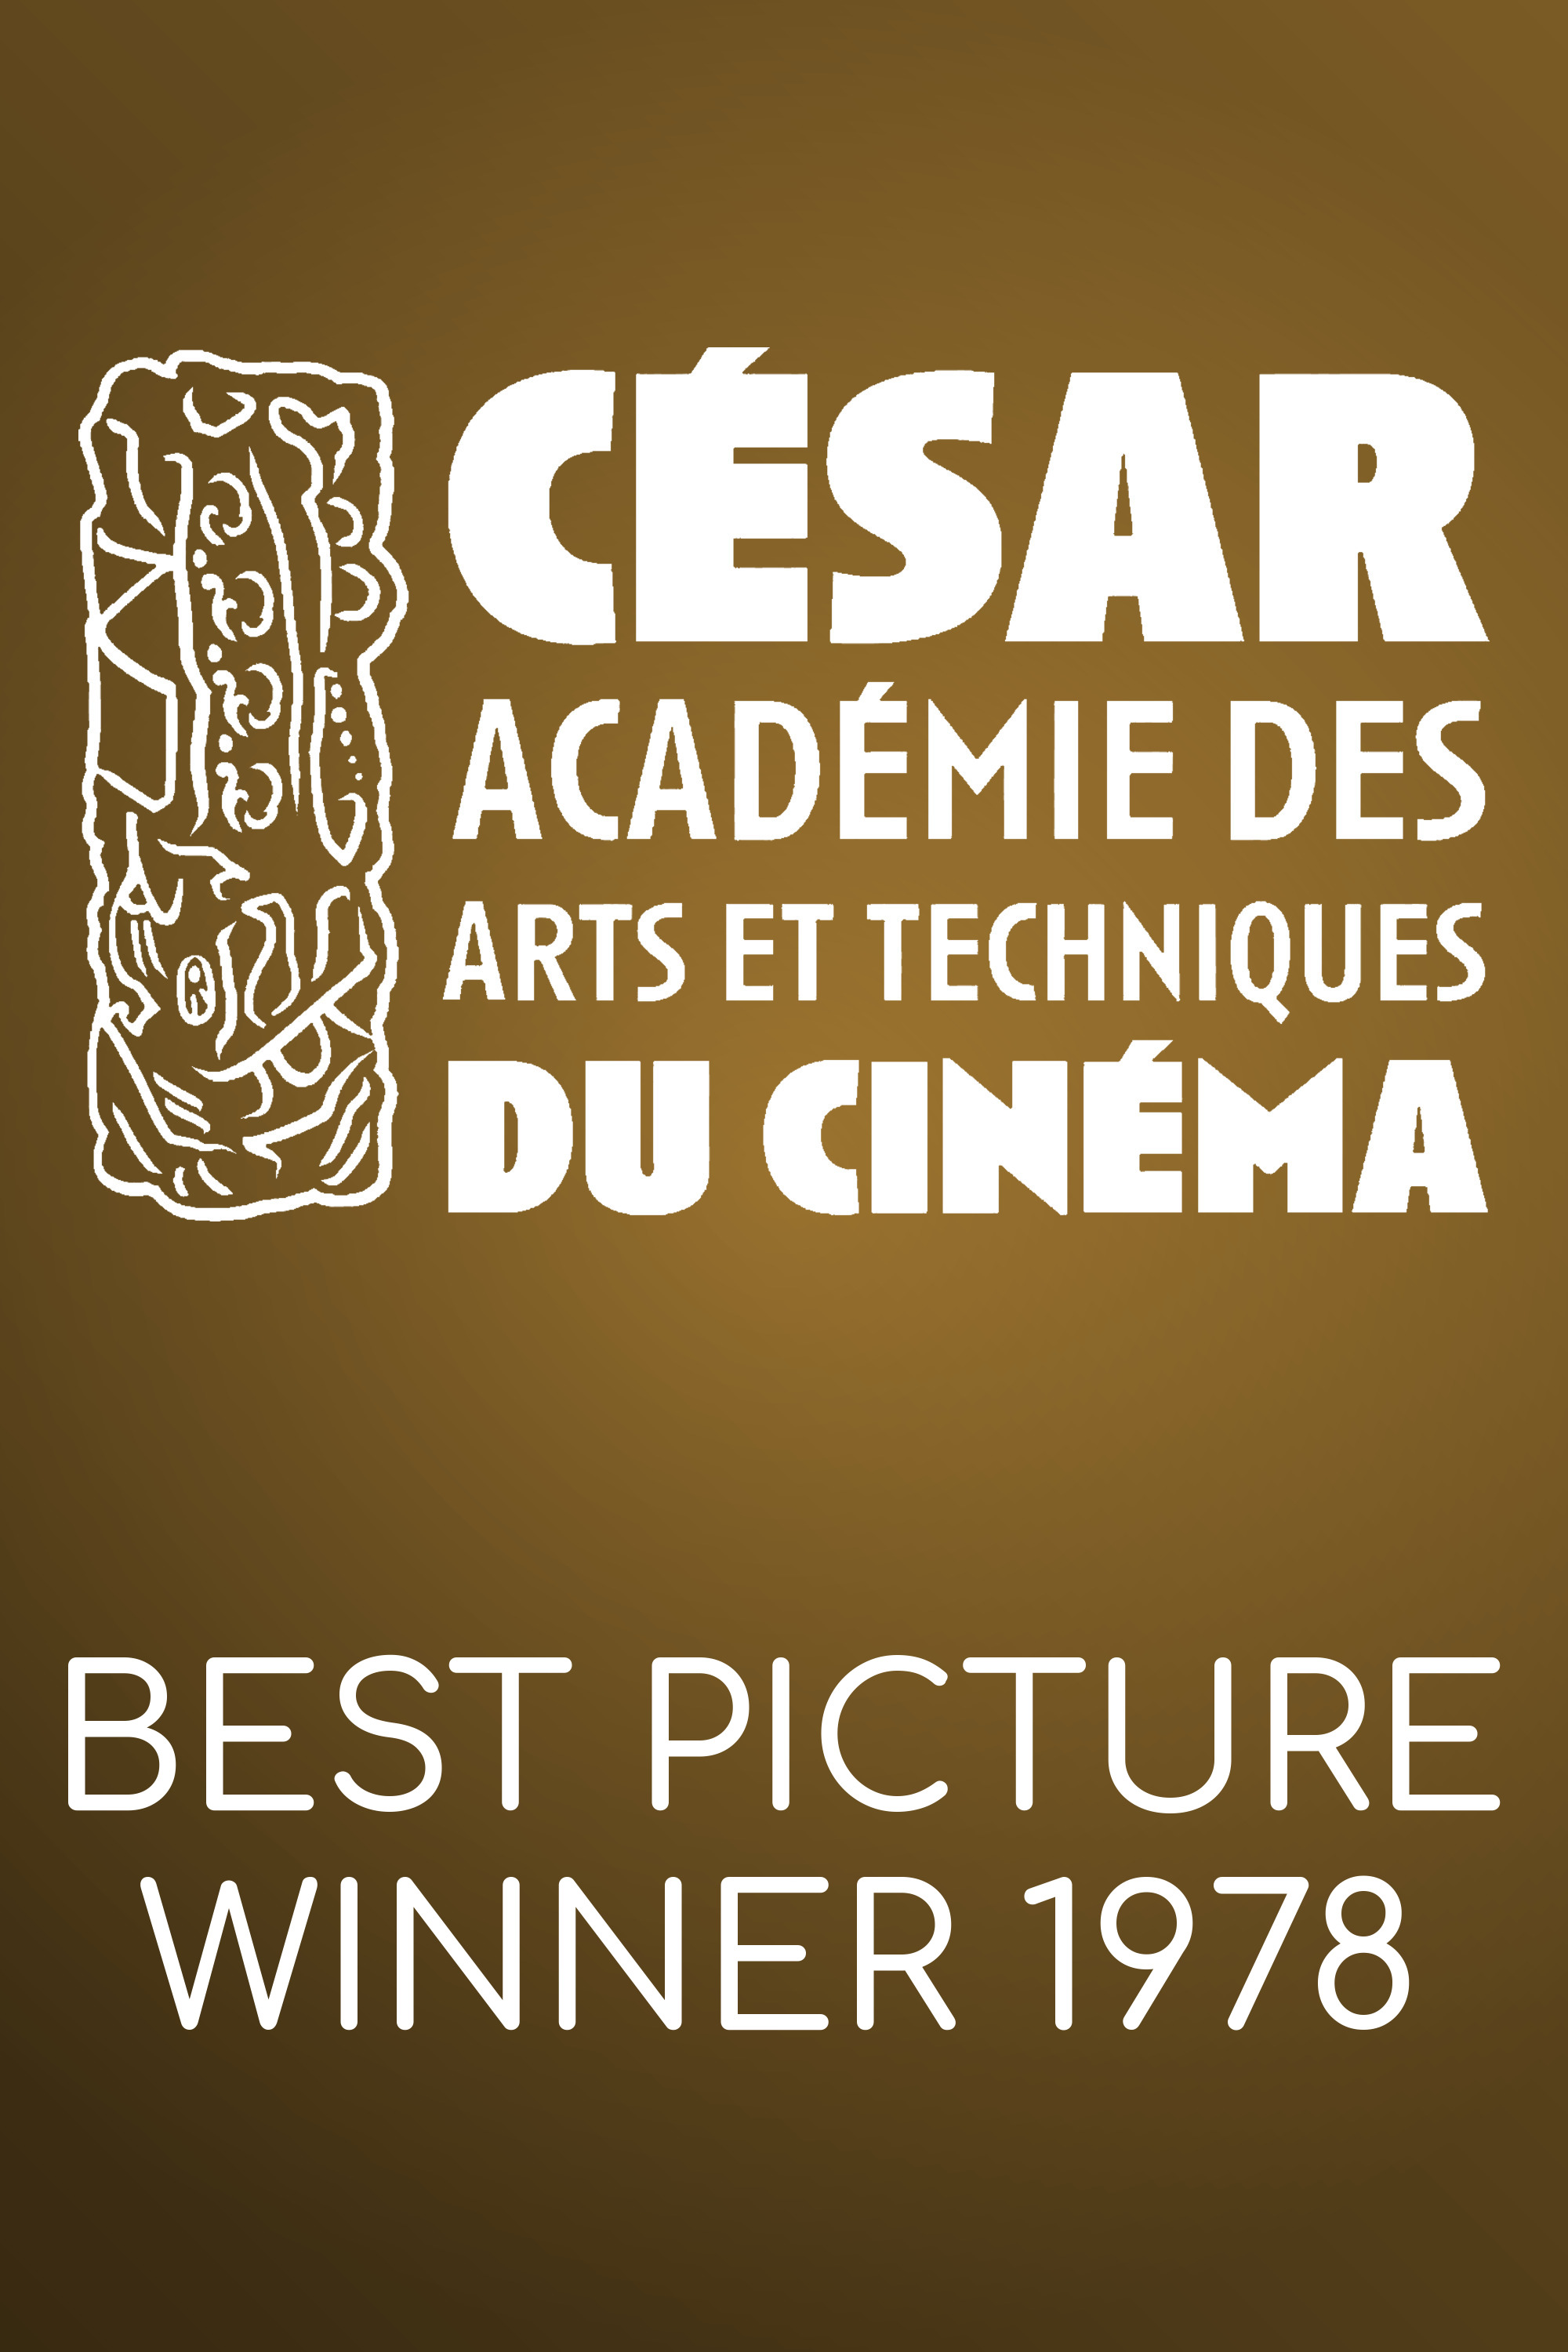 CÉSAR
ACADÉMIE DES
ARTS ET TECHNIQUES
DU CINÉMA
BEST PICTURE
WINNER 1978